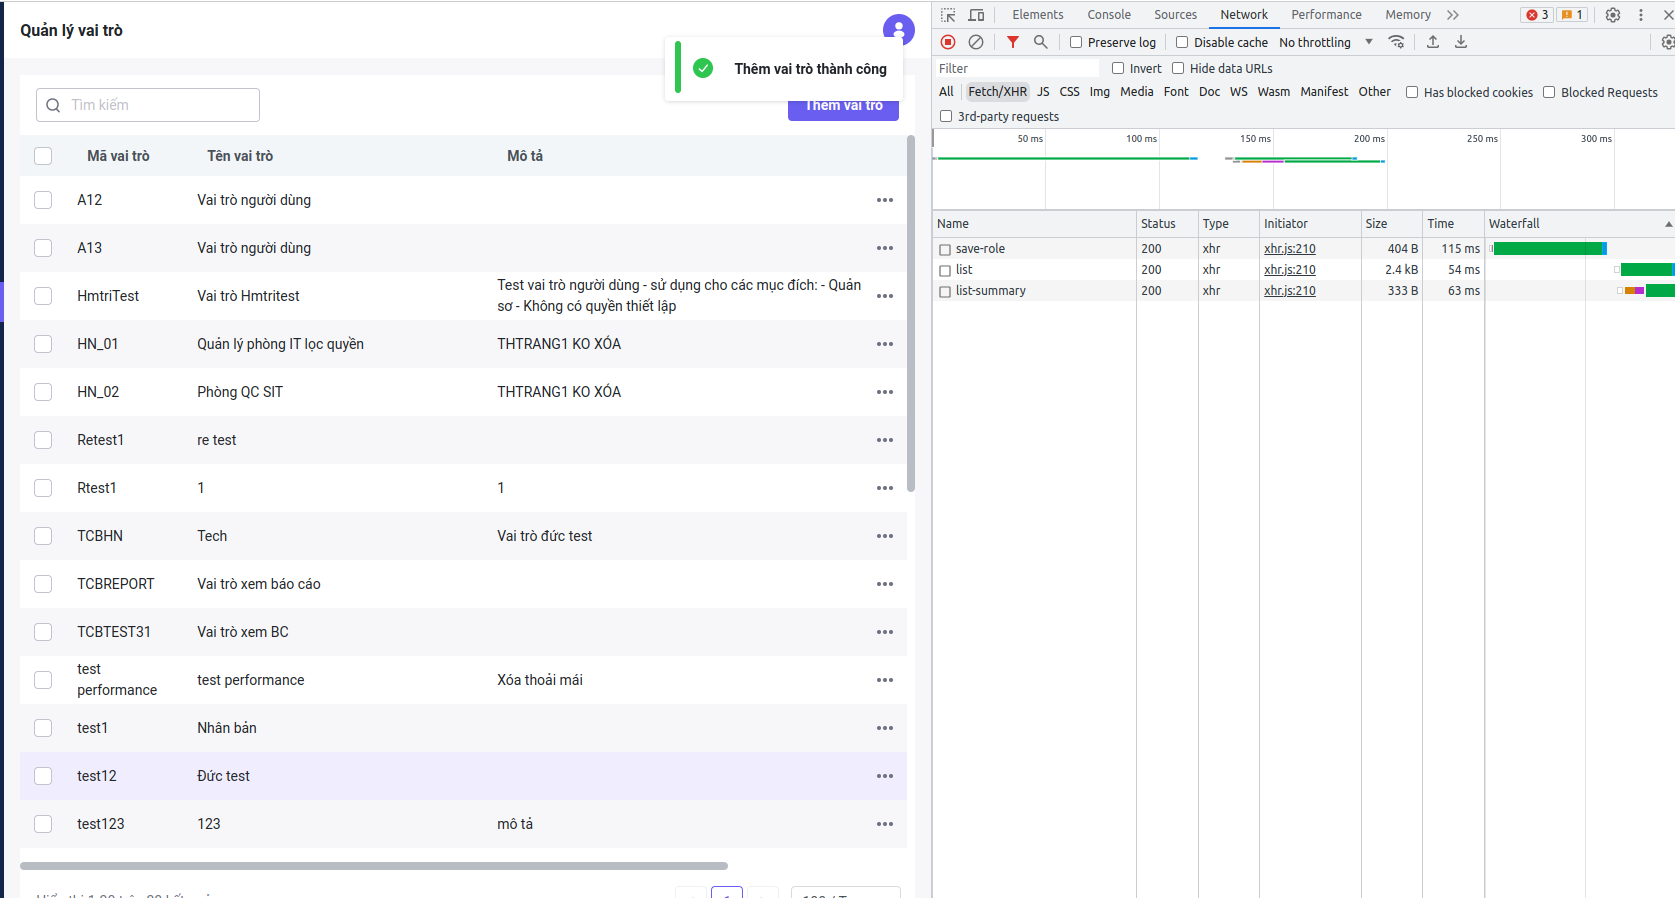 Quản lý vai trò
Thêm vai trò thành công
Tìm kiếm
Thêm vai trò
Mã vai trò Tên vai trò Mô tả
A12 Vai trò người dùng
A13 Vai trò người dùng
HmtriTest Vai trò Hmtritest Test vai trò người dùng - sử dụng cho các mục đích: - Quản
sơ - Không có quyền thiết lập
HN_01 Quản lý phòng IT lọc quyền THTRANG1 KO XÓA
HN_02 Phòng QC SIT THTRANG1 KO XÓA
Retest1 re test
Rtest1 1 1
TCBHN Tech Vai trò đức test
TCBREPORT Vai trò xem báo cáo
TCBTEST31 Vai trò xem BC
test
performance test performance Xóa thoải mái
test1 Nhân bản
test12 Đức test
test123 123 mô tả
Elements Console Sources Network Performance Memory 3 1
Preserve log Disable cache No throttling
Filter Invert Hide data URLs
All Fetch/XHR JS CSS Img Media Font Doc WS Wasm Manifest Other Has blocked cookies Blocked Requests
3rd-party requests
50 ms 100 ms 150 ms 200 ms 250 ms 300 ms
Name Status Type Initiator Size Time Waterfall
save-role 200 xhr xhr.js:210 404 B 115 ms
list 200 xhr xhr.js:210 2.4 kB 54 ms
list-summary 200 xhr xhr.js:210 333 B 63 ms